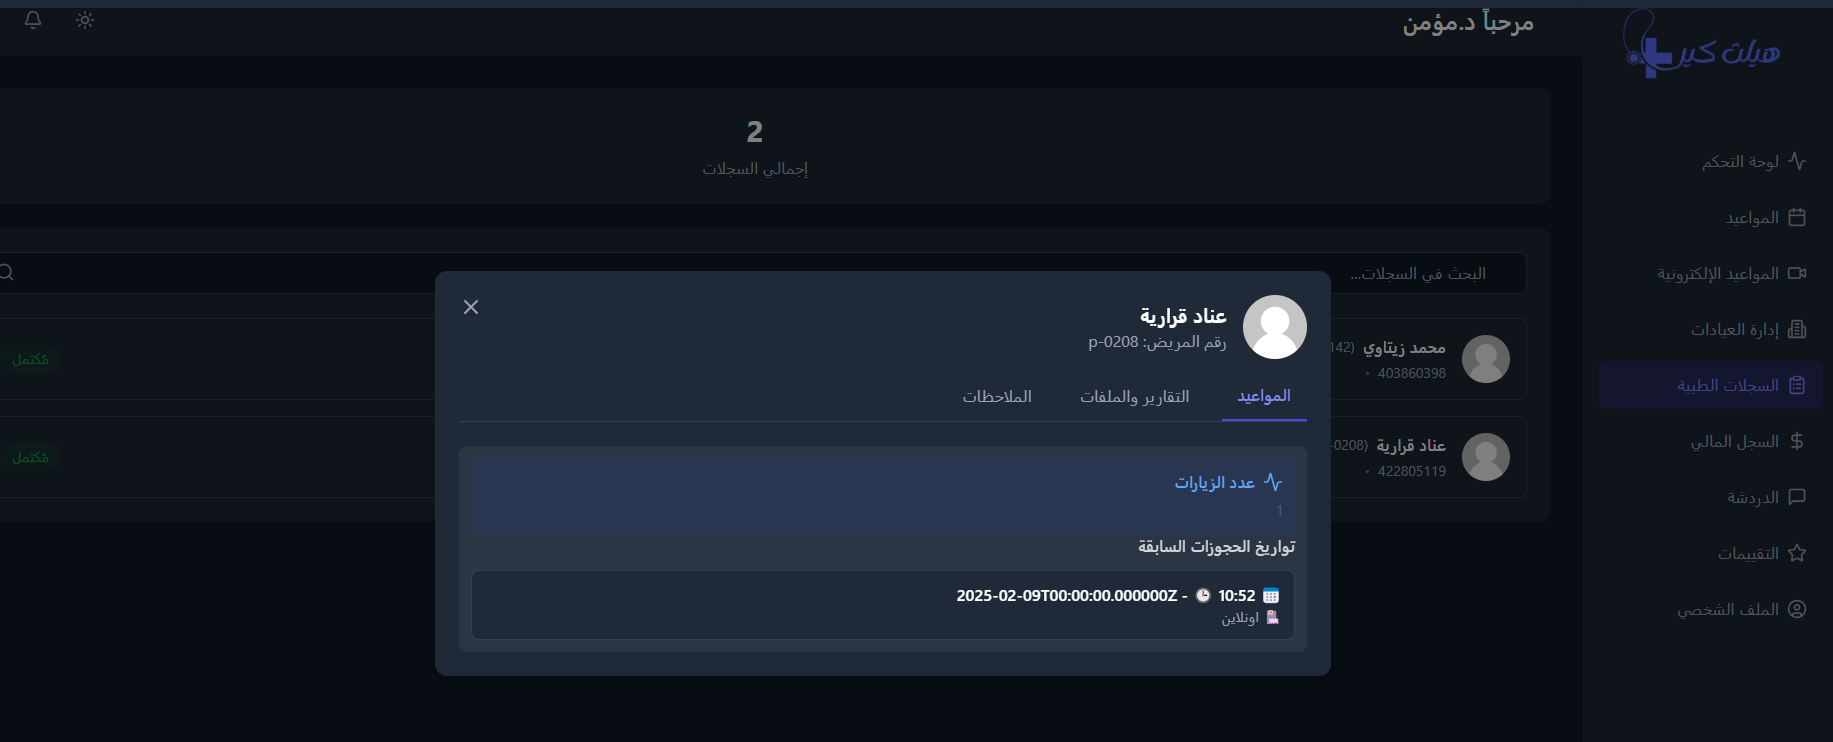 هيلث كير
مرحباً د.مؤمن
لوحة التحكم
المواعيد
المواعيد الإلكترونية
إدارة العيادات
السجلات الطبية
السجل المالي
الدردشة
التقييمات
الملف الشخصي
2
إجمالي السجلات
البحث في السجلات...
محمد زيتاوي (142
403860398 •
مُكتمل
عناد قرارية (0208-
422805119 •
مُكتمل
عناد قرارية
رقم المريض: p-0208
المواعيد
التقارير والملفات
الملاحظات
عدد الزيارات
1
تواريخ الحجوزات السابقة
2025-02-09T00:00:00.000000Z - 🕒 10:52 📅
اونلاين